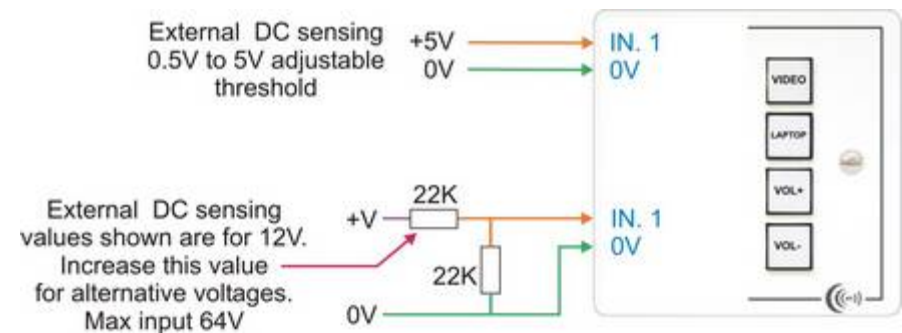 External DC sensing
0.5V to 5V adjustable
threshold
+5V
0V
IN. 1
0V
VIDEO
LAPTOP
VOL+
VOL-
External DC sensing
values shown are for 12V.
Increase this value
for alternative voltages.
Max input 64V
+V
22K
22K
0V
IN. 1
0V